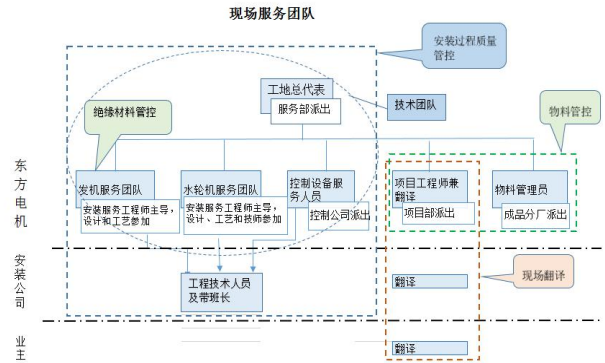 现场服务团队
安装过程质量
管控
工地总代表
服务部派出
技术团队
绝缘材料管控
物料管控
东方电机
发机服务团队
安装服务工程师主导,
设计和工艺参加
水轮机服务团队
安装服务工程师主导,
设计、工艺和技师参加
控制设备服
务人员
控制公司派出
项目工程师兼
翻译
项目部派出
物料管理员
成品分厂派出
安装公司
工程技术人员
及带班长
翻译
现场翻译
业主
翻译